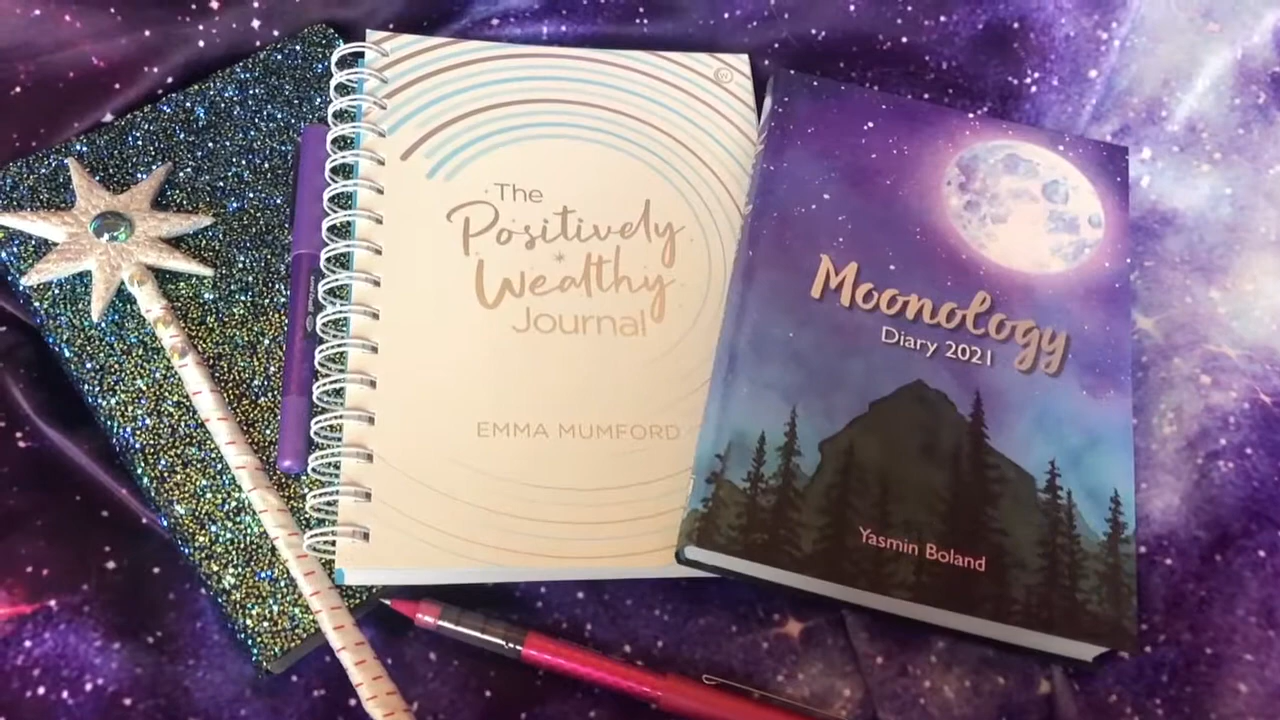 The
Positively
Wealthy
Journal
EMMA MUMFORD
Moonology
Diary 2021
Yasmin Boland